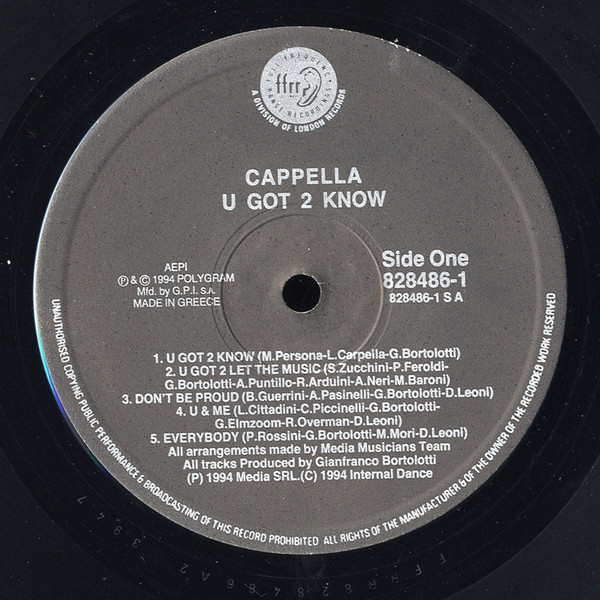 FULL FREQUENCY
ffrr
RANGE RECORDINGS
A DIVISION OF LONDON RECORDS
CAPPELLA
U GOT 2 KNOW
AEPI
℗ & © 1994 POLYGRAM
Mfd. by G.P.I. s.a.
MADE IN GREECE
Side One
828486-1
828486-1 S A
1. U GOT 2 KNOW (M.Persona-L.Carpella-G.Bortolotti)
2. U GOT 2 LET THE MUSIC (S.Zucchini-P.Feroldi-
G.Bortolotti-A.Puntillo-R.Arduini-A.Neri-M.Baroni)
3. DON'T BE PROUD (B.Guerrini-A.Pasinelli-G.Bortolotti-D.Leoni)
4. U & ME (L.Cittadini-C.Piccinelli-G.Bortolotti-
G.Elmzoom-R.Overman-D.Leoni)
5. EVERYBODY (P.Rossini-G.Bortolotti-M.Mori-D.Leoni)
All arrangements made by Media Musicians Team
All tracks Produced by Gianfranco Bortolotti
(P) 1994 Media SRL.(C) 1994 Internal Dance
UNAUTHORISED COPYING PUBLIC PERFORMANCE & BROADCASTING OF THIS RECORD PROHIBITED ALL RIGHTS OF THE MANUFACTURER & OF THE OWNER OF THE RECORDED WORK RESERVED